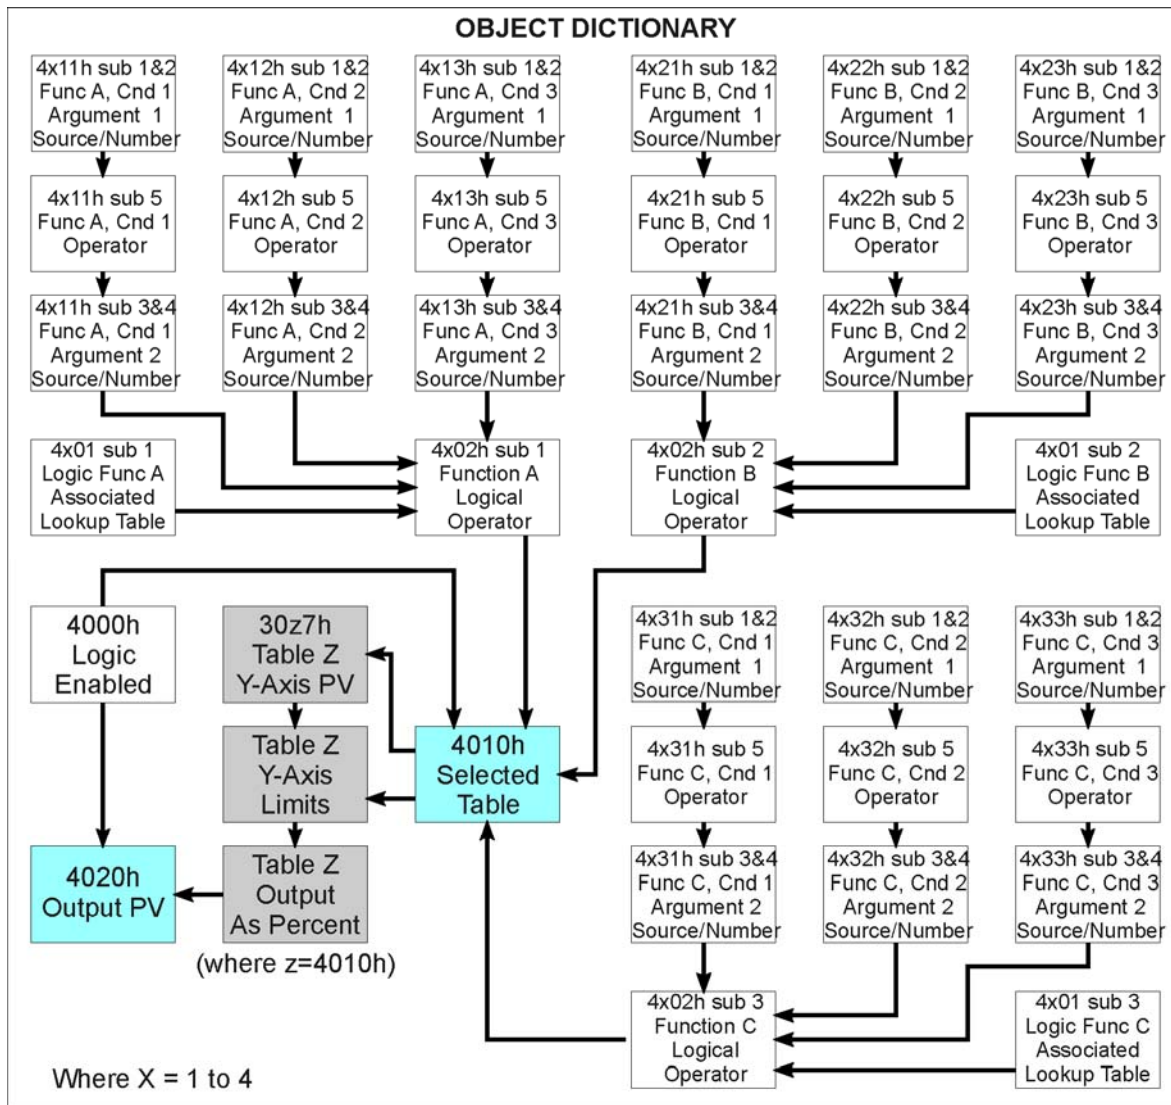 OBJECT DICTIONARY
4x11h sub 1&2
Func A, Cnd 1
Argument 1
Source/Number
4x12h sub 1&2
Func A, Cnd 2
Argument 1
Source/Number
4x13h sub 1&2
Func A, Cnd 3
Argument 1
Source/Number
4x21h sub 1&2
Func B, Cnd 1
Argument 1
Source/Number
4x22h sub 1&2
Func B, Cnd 2
Argument 1
Source/Number
4x23h sub 1&2
Func B, Cnd 3
Argument 1
Source/Number
4x11h sub 5
Func A, Cnd 1
Operator
4x12h sub 5
Func A, Cnd 2
Operator
4x13h sub 5
Func A, Cnd 3
Operator
4x21h sub 5
Func B, Cnd 1
Operator
4x22h sub 5
Func B, Cnd 2
Operator
4x23h sub 5
Func B, Cnd 3
Operator
4x11h sub 3&4
Func A, Cnd 1
Argument 2
Source/Number
4x12h sub 3&4
Func A, Cnd 2
Argument 2
Source/Number
4x13h sub 3&4
Func A, Cnd 3
Argument 2
Source/Number
4x21h sub 3&4
Func B, Cnd 1
Argument 2
Source/Number
4x22h sub 3&4
Func B, Cnd 2
Argument 2
Source/Number
4x23h sub 3&4
Func B, Cnd 3
Argument 2
Source/Number
4x01 sub 1
Logic Func A
Associated
Lookup Table
4x02h sub 1
Function A
Logical
Operator
4x02h sub 2
Function B
Logical
Operator
4x01 sub 2
Logic Func B
Associated
Lookup Table
4000h
Logic
Enabled
30z7h
Table Z
Y-Axis PV
4x31h sub 1&2
Func C, Cnd 1
Argument 1
Source/Number
4x32h sub 1&2
Func C, Cnd 2
Argument 1
Source/Number
4x33h sub 1&2
Func C, Cnd 3
Argument 1
Source/Number
Table Z
Y-Axis
Limits
4010h
Selected
Table
4x31h sub 5
Func C, Cnd 1
Operator
4x32h sub 5
Func C, Cnd 2
Operator
4x33h sub 5
Func C, Cnd 3
Operator
4020h
Output PV
Table Z
Output
As Percent
(where z=4010h)
4x31h sub 3&4
Func C, Cnd 1
Argument 2
Source/Number
4x32h sub 3&4
Func C, Cnd 2
Argument 2
Source/Number
4x33h sub 3&4
Func C, Cnd 3
Argument 2
Source/Number
4x02h sub 3
Function C
Logical
Operator
4x01 sub 3
Logic Func C
Associated
Lookup Table
Where X = 1 to 4